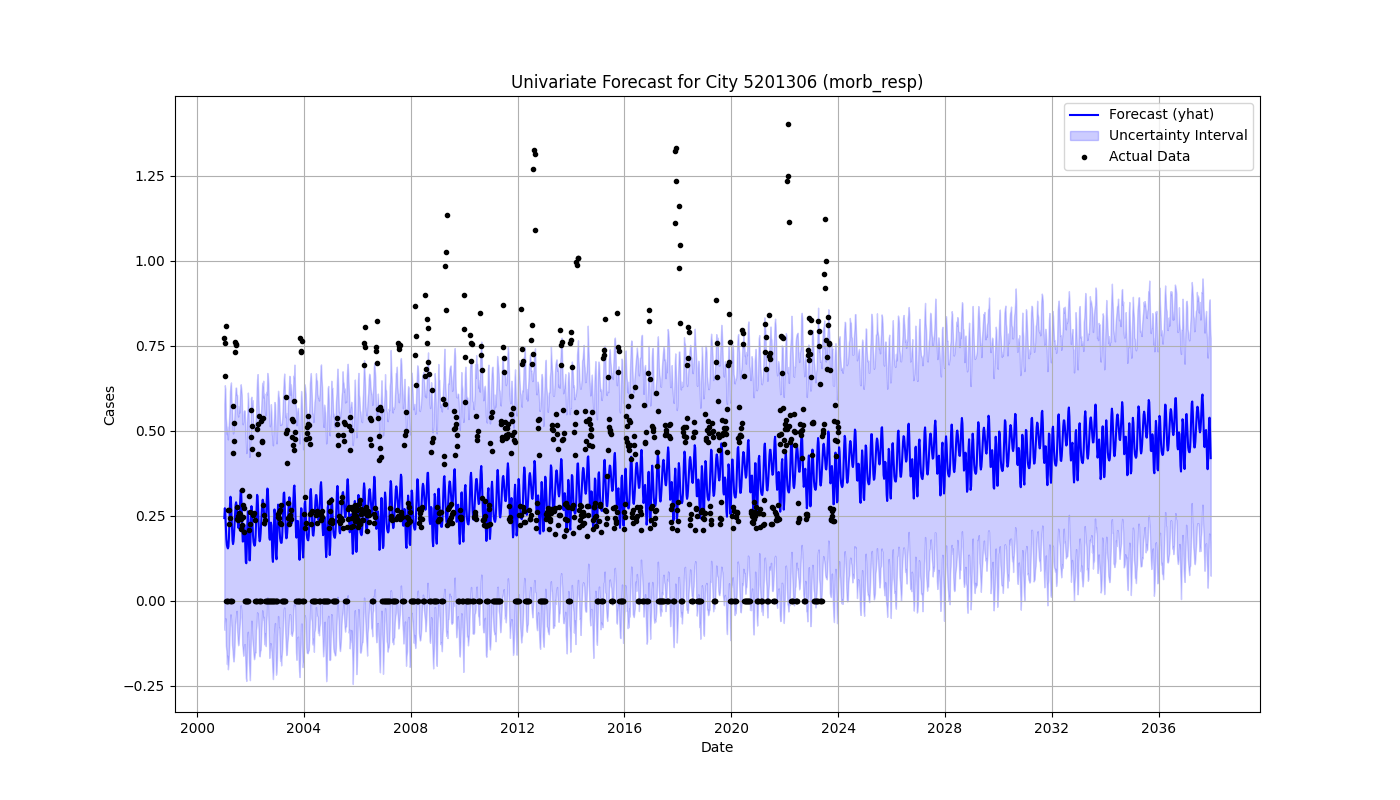 Univariate Forecast for City 5201306 (morb_resp)
Forecast (yhat)
Uncertainty Interval
Actual Data
Cases
1.25
1.00
0.75
0.50
0.25
0.00
−0.25
2000 2004 2008 2012 2016 2020 2024 2028 2032 2036
Date